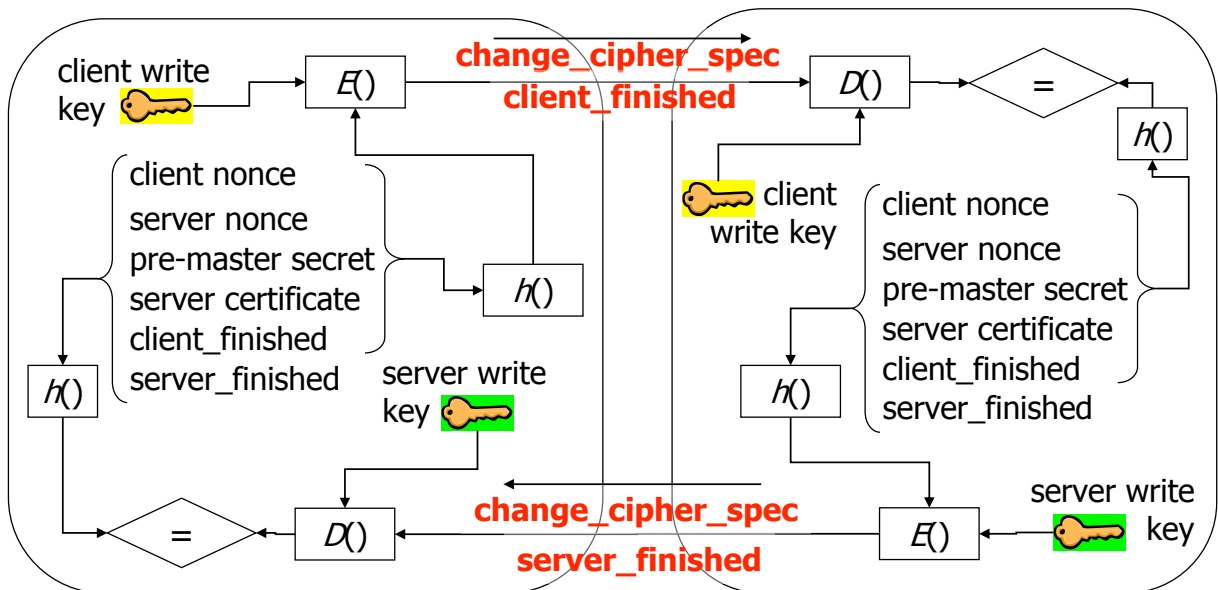 change_cipher_spec
client_finished
client write
key
E()
D()
=
h()
client nonce
server nonce
pre-master secret
server certificate
client_finished
server_finished
h()
h()
client
write key
client nonce
server nonce
pre-master secret
server certificate
client_finished
server_finished
h()
server write
key
change_cipher_spec
server_finished
=
D()
E()
server write
key